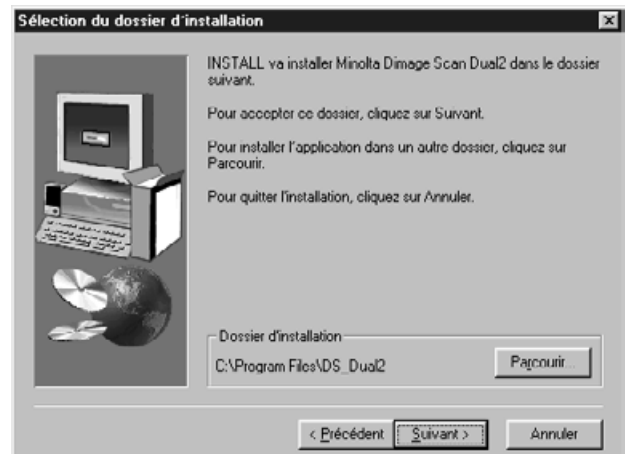 Sélection du dossier d'installation
INSTALL va installer Minolta Dimage Scan Dual2 dans le dossier
suivant.
Pour accepter ce dossier, cliquez sur Suivant.
Pour installer l'application dans un autre dossier, cliquez sur
Parcourir.
Pour quitter l'installation, cliquez sur Annuler.
Dossier d'installation
C:\Program Files\DS_Dual2
Parcourir...
< Précédent
Suivant >
Annuler